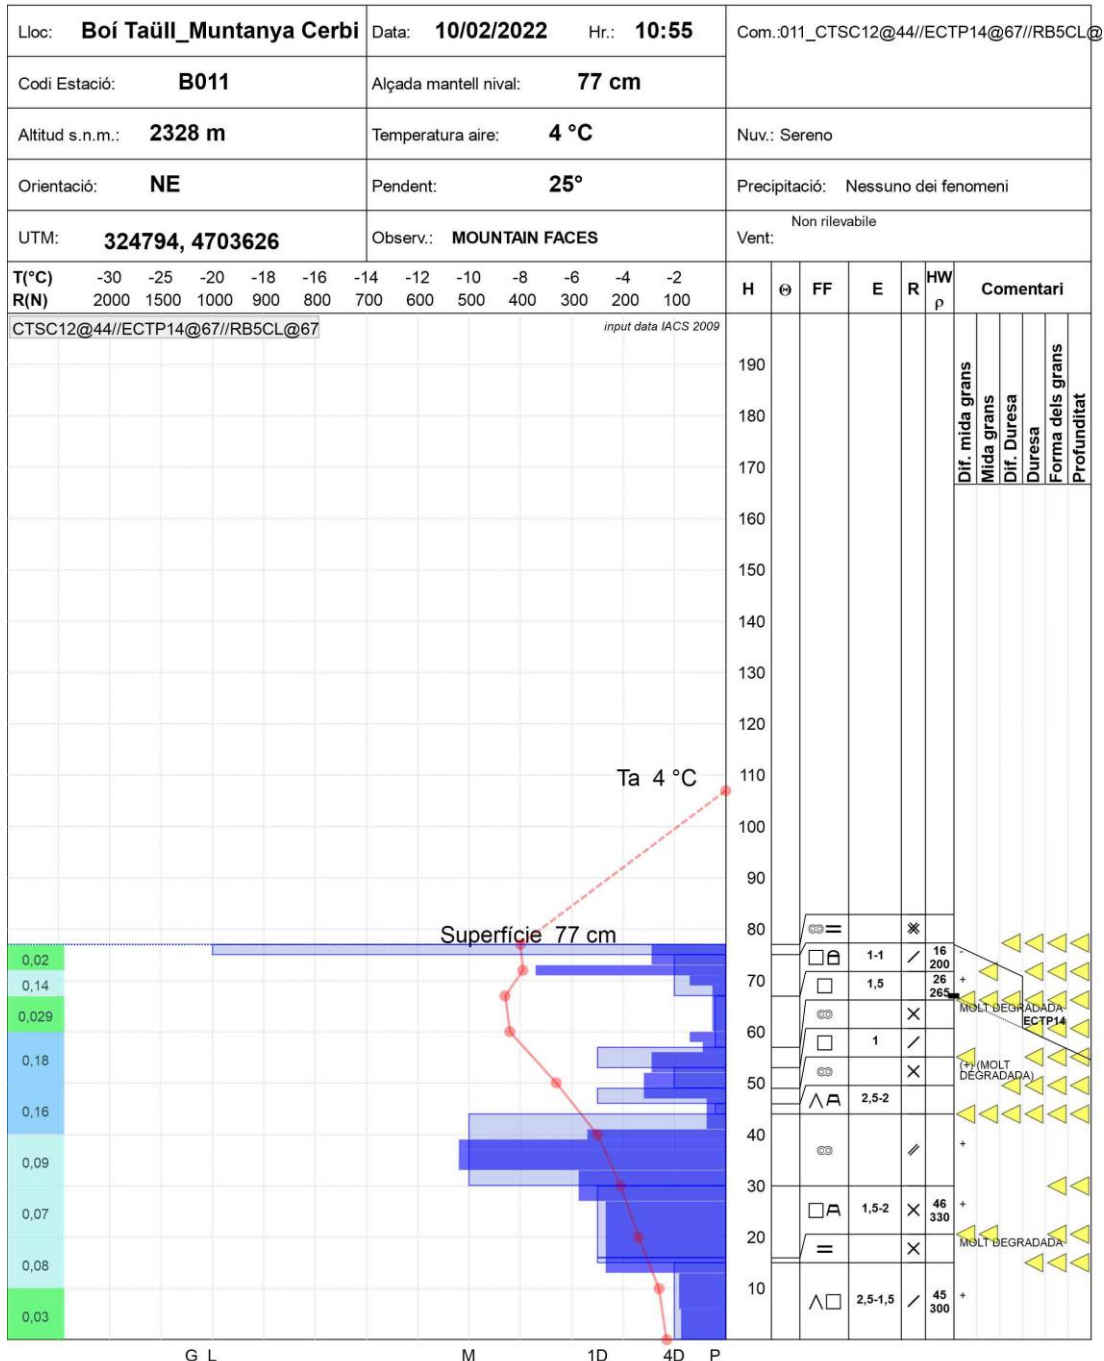 Lloc: Boí Taüll_Muntanya Cerbi Data: 10/02/2022 Hr.: 10:55 Com.:011_CTSC12@44//ECTP14@67//RB5CL@
Codi Estació: B011 Alçada mantell nival: 77 cm
Altitud s.n.m.: 2328 m Temperatura aire: 4 °C Nuv.: Sereno
Orientació: NE Pendent: 25° Precipitació: Nessuno dei fenomeni
UTM: 324794, 4703626 Observ.: MOUNTAIN FACES Vent: Non rilevabile
T(°C) -30 -25 -20 -18 -16 -14 -12 -10 -8 -6 -4 -2
R(N) 2000 1500 1000 900 800 700 600 500 400 300 200 100
H Θ FF E R HW ρ Comentari
CTSC12@44//ECTP14@67//RB5CL@67 input data IACS 2009
Dif. mida grans
Mida grans
Dif. Duresa
Duresa
Forma dels grans
Profunditat
190
180
170
160
150
140
130
120
Ta 4 °C
110
100
90
Superfície 77 cm
80
0,02 1-1 16 200 -
70
0,14 1,5 26 265 +
0,029 MOLT DEGRADADA
60 ECTP14
1
0,18 (+) (MOLT DEGRADADA)
50
0,16 2,5-2
40
0,09 +
30
0,07 1,5-2 46 330 +
20 MOLT DEGRADADA
0,08
10
0,03 2,5-1,5 45 300 +
G L M 1D 4D P